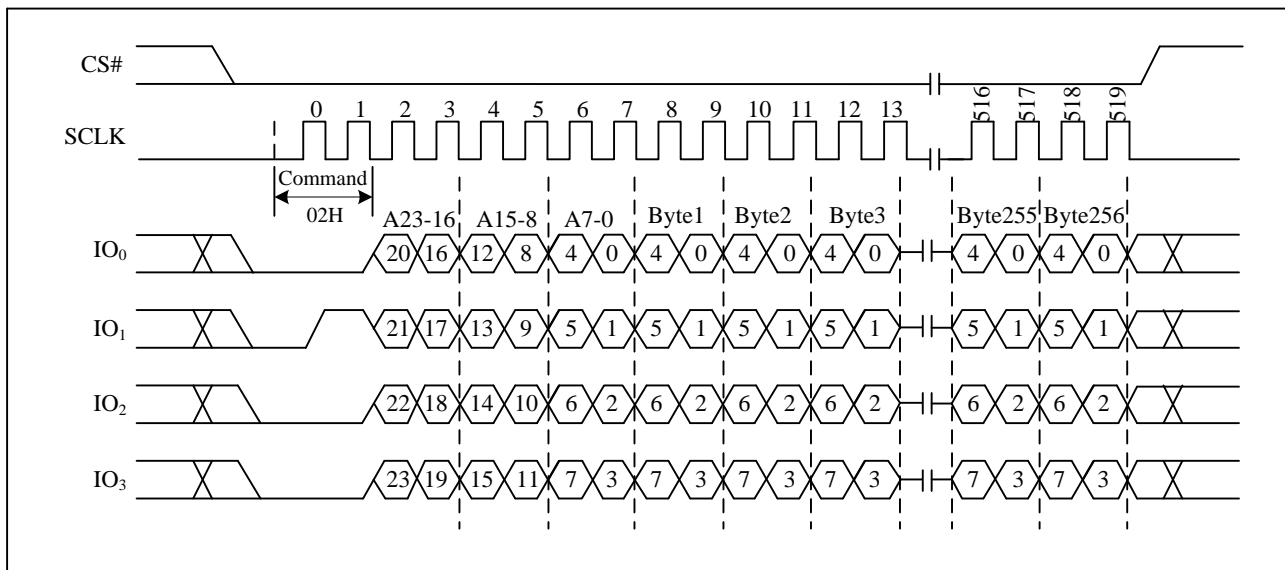 CS#
0 1 2 3 4 5 6 7 8 9 10 11 12 13 516 517 518 519
SCLK
Command
02H
A23-16 A15-8 A7-0 Byte1 Byte2 Byte3 Byte255 Byte256
IO0 20 16 12 8 4 0 4 0 4 0 4 0 4 0 4 0
IO1 21 17 13 9 5 1 5 1 5 1 5 1 5 1 5 1
IO2 22 18 14 10 6 2 6 2 6 2 6 2 6 2 6 2
IO3 23 19 15 11 7 3 7 3 7 3 7 3 7 3 7 3